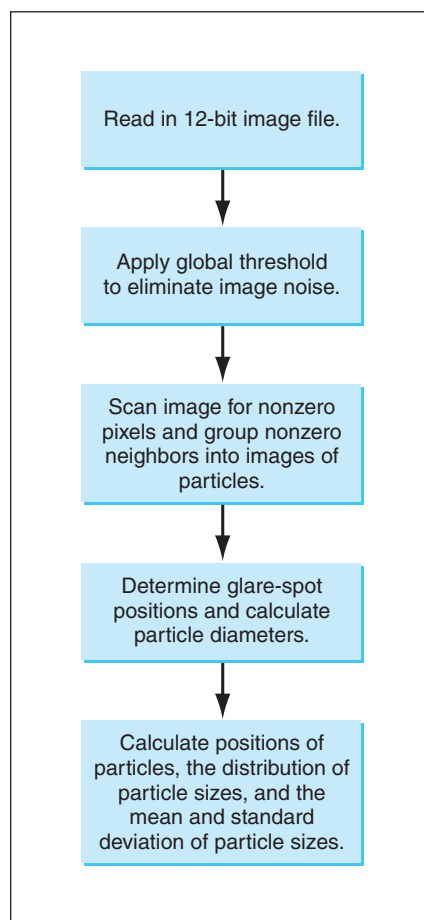 Read in 12-bit image file.
Apply global threshold
to eliminate image noise.
Scan image for nonzero
pixels and group nonzero
neighbors into images of
particles.
Determine glare-spot
positions and calculate
particle diameters.
Calculate positions of
particles, the distribution of
particle sizes, and the
mean and standard
deviation of particle sizes.